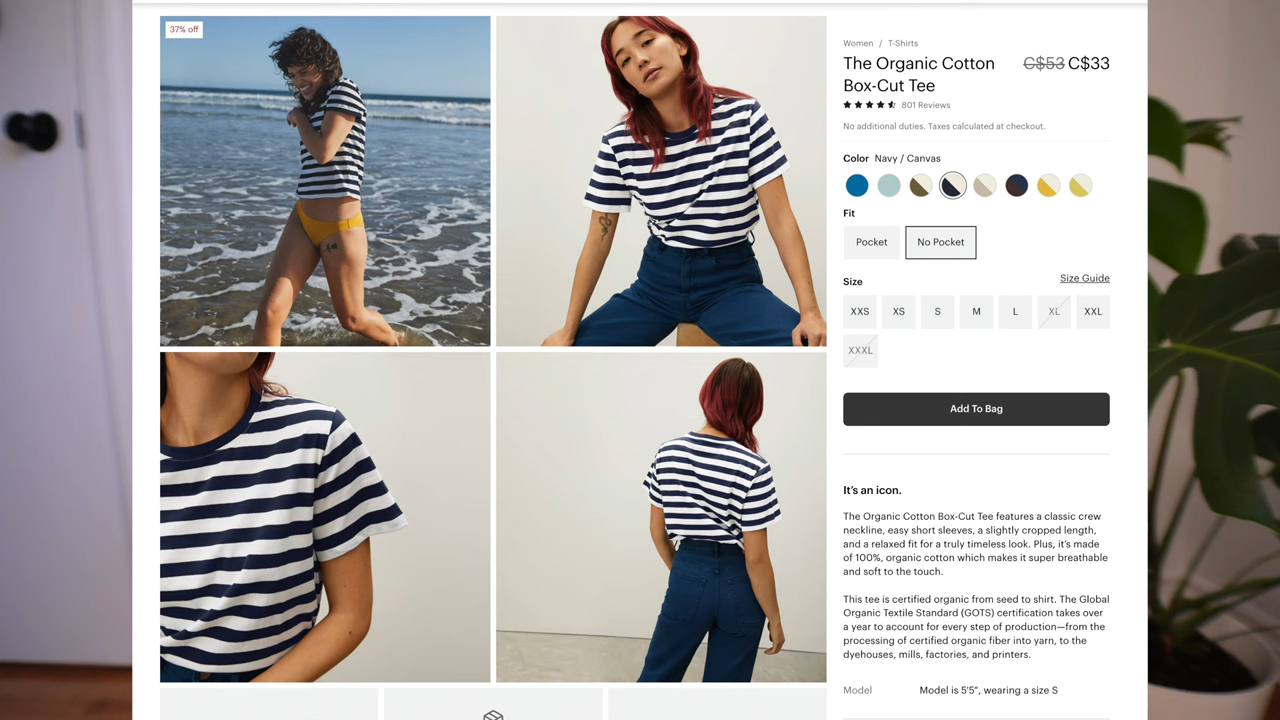 37% off
Women / T-Shirts
The Organic Cotton C$53 C$33
Box-Cut Tee
801 Reviews
No additional duties. Taxes calculated at checkout.
Color Navy / Canvas
Fit
Pocket No Pocket
Size Size Guide
XXS XS S M L XL XXL
XXXL
Add To Bag
It's an icon.
The Organic Cotton Box-Cut Tee features a classic crew
neckline, easy short sleeves, a slightly cropped length,
and a relaxed fit for a truly timeless look. Plus, it's made
of 100%, organic cotton which makes it super breathable
and soft to the touch.
This tee is certified organic from seed to shirt. The Global
Organic Textile Standard (GOTS) certification takes over
a year to account for every step of production—from the
processing of certified organic fiber into yarn, to the
dyehouses, mills, factories, and printers.
Model Model is 5'5", wearing a size S